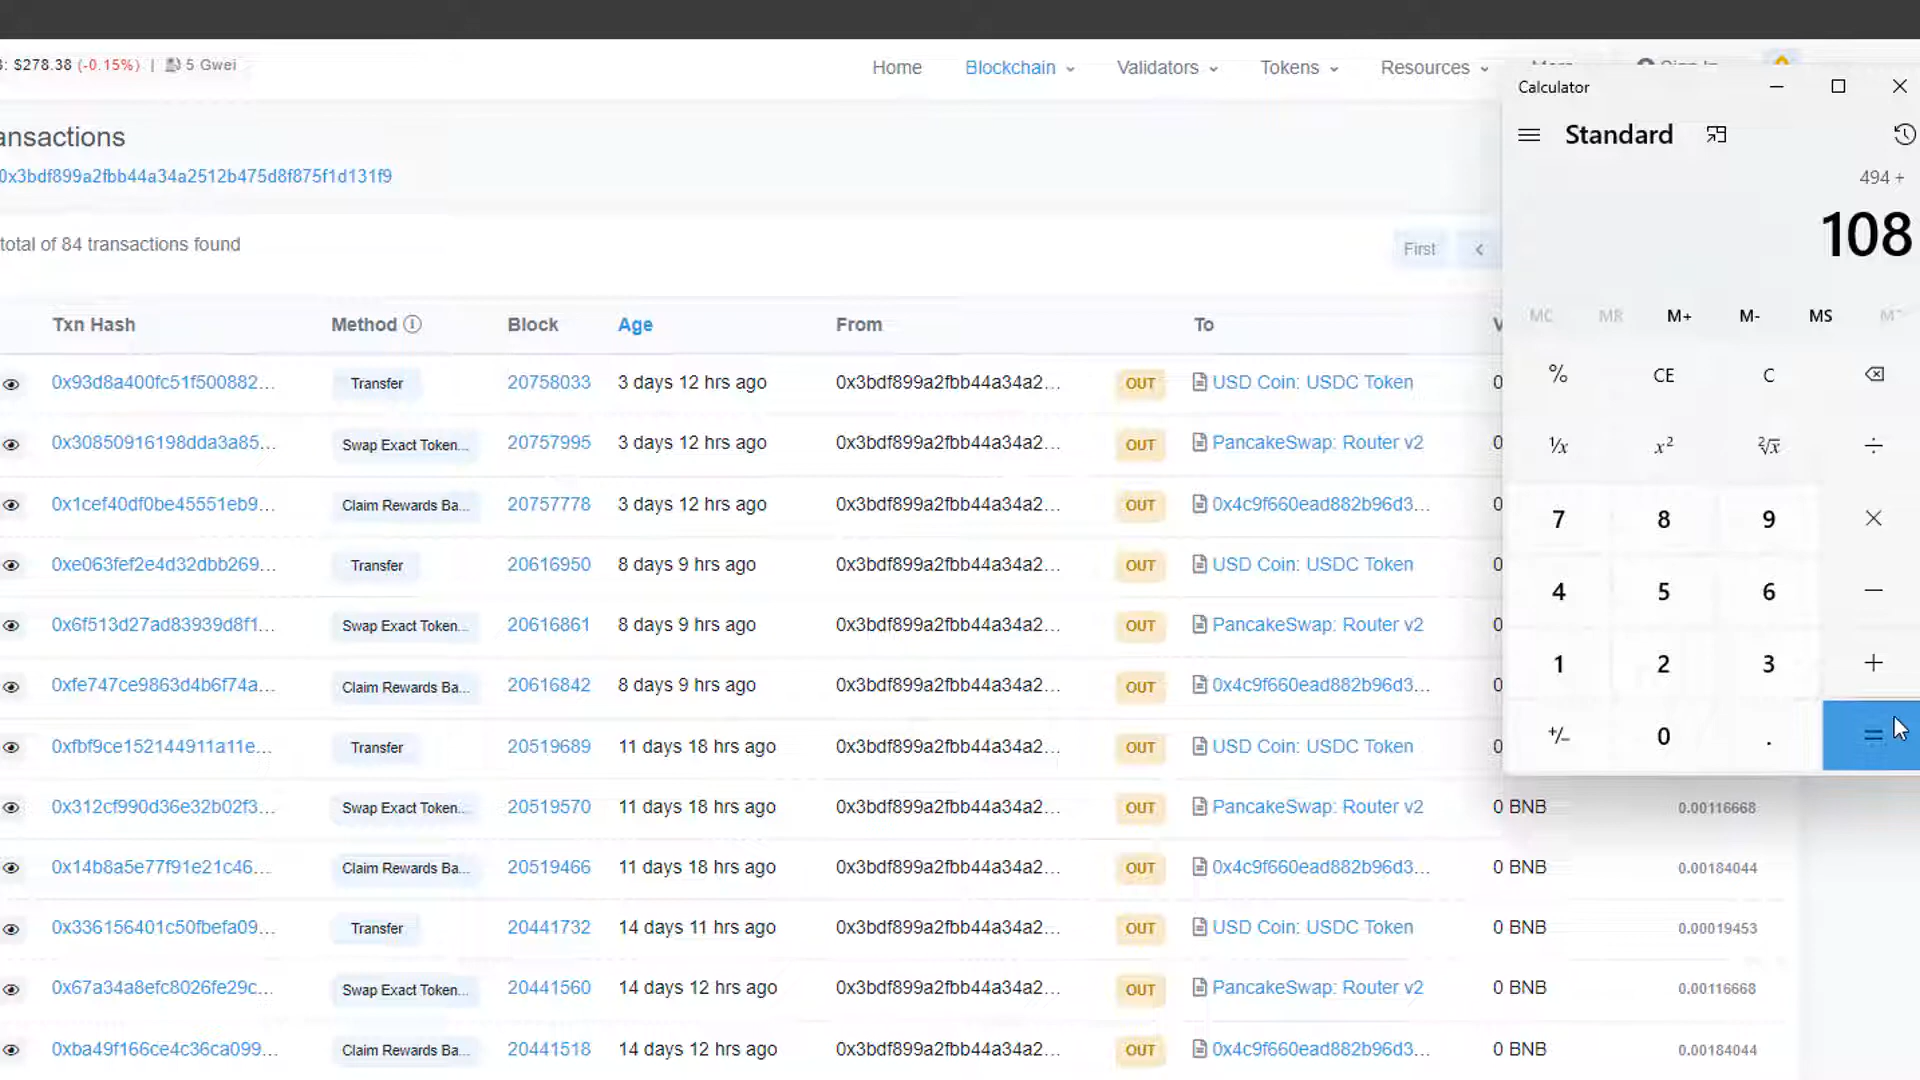 : $278.38 (-0.15%) | 5 Gwei
Home Blockchain Validators Tokens Resources
Calculator
Standard
494 +
108
MC MR M+ M- MS
% CE C
¹/x x² ²√x ÷
7 8 9 ×
4 5 6 −
1 2 3 +
+/− 0 . =
ansactions
0x3bdf899a2fbb44a34a2512b475d8f875f1d131f9
total of 84 transactions found
First <
Txn Hash Method Block Age From To
0x93d8a400fc51f500882... Transfer 20758033 3 days 12 hrs ago 0x3bdf899a2fbb44a34a2... OUT USD Coin: USDC Token 0
0x30850916198dda3a85... Swap Exact Token... 20757995 3 days 12 hrs ago 0x3bdf899a2fbb44a34a2... OUT PancakeSwap: Router v2 0
0x1cef40df0be45551eb9... Claim Rewards Ba... 20757778 3 days 12 hrs ago 0x3bdf899a2fbb44a34a2... OUT 0x4c9f660ead882b96d3... 0
0xe063fef2e4d32dbb269... Transfer 20616950 8 days 9 hrs ago 0x3bdf899a2fbb44a34a2... OUT USD Coin: USDC Token 0
0x6f513d27ad83939d8f1... Swap Exact Token... 20616861 8 days 9 hrs ago 0x3bdf899a2fbb44a34a2... OUT PancakeSwap: Router v2 0
0xfe747ce9863d4b6f74a... Claim Rewards Ba... 20616842 8 days 9 hrs ago 0x3bdf899a2fbb44a34a2... OUT 0x4c9f660ead882b96d3... 0
0xfbf9ce152144911a11e... Transfer 20519689 11 days 18 hrs ago 0x3bdf899a2fbb44a34a2... OUT USD Coin: USDC Token 0
0x312cf990d36e32b02f3... Swap Exact Token... 20519570 11 days 18 hrs ago 0x3bdf899a2fbb44a34a2... OUT PancakeSwap: Router v2 0 BNB 0.00116668
0x14b8a5e77f91e21c46... Claim Rewards Ba... 20519466 11 days 18 hrs ago 0x3bdf899a2fbb44a34a2... OUT 0x4c9f660ead882b96d3... 0 BNB 0.00184044
0x336156401c50fbefa09... Transfer 20441732 14 days 11 hrs ago 0x3bdf899a2fbb44a34a2... OUT USD Coin: USDC Token 0 BNB 0.00019453
0x67a34a8efc8026fe29c... Swap Exact Token... 20441560 14 days 12 hrs ago 0x3bdf899a2fbb44a34a2... OUT PancakeSwap: Router v2 0 BNB 0.00116668
0xba49f166ce4c36ca099... Claim Rewards Ba... 20441518 14 days 12 hrs ago 0x3bdf899a2fbb44a34a2... OUT 0x4c9f660ead882b96d3... 0 BNB 0.00184044